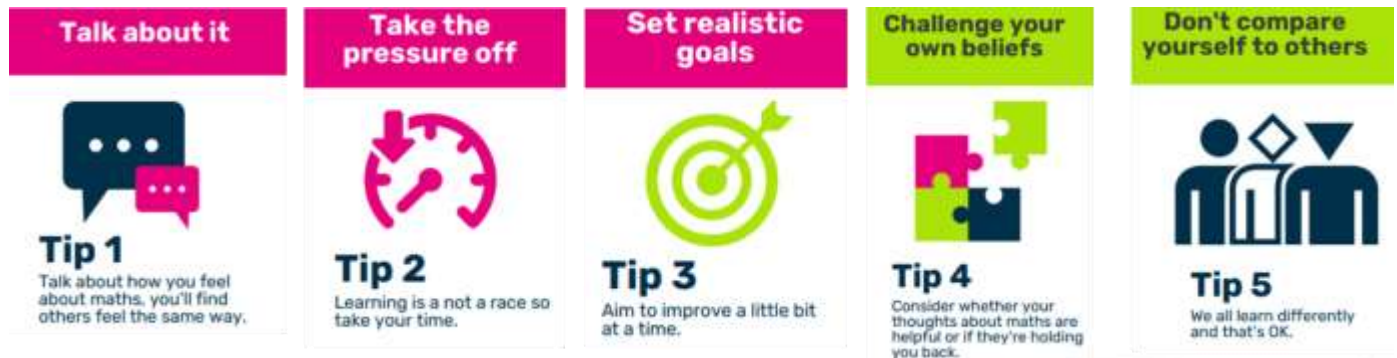 Talk about it
Tip 1
Talk about how you feel
about maths, you'll find
others feel the same way.
Take the
pressure off
Tip 2
Learning is a not a race so
take your time.
Set realistic
goals
Tip 3
Aim to improve a little bit
at a time.
Challenge your
own beliefs
Tip 4
Consider whether your
thoughts about maths are
helpful or if they're holding
you back.
Don't compare
yourself to others
Tip 5
We all learn differently
and that's OK.